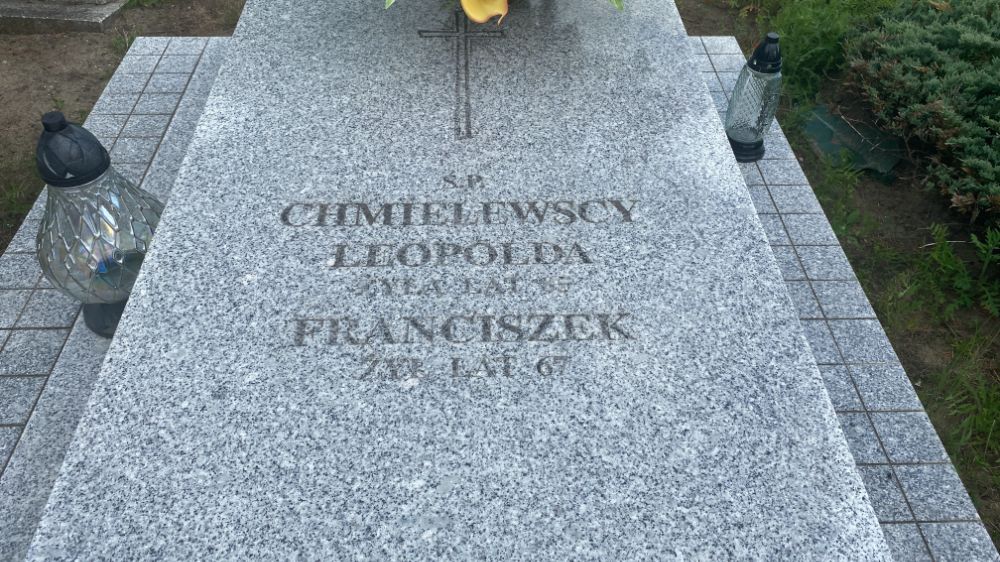 Ś.P.
CHMIELEWSCY
LEOPOLDA
ŻYŁA LAT
FRANCISZEK
ŻYŁ LAT 67